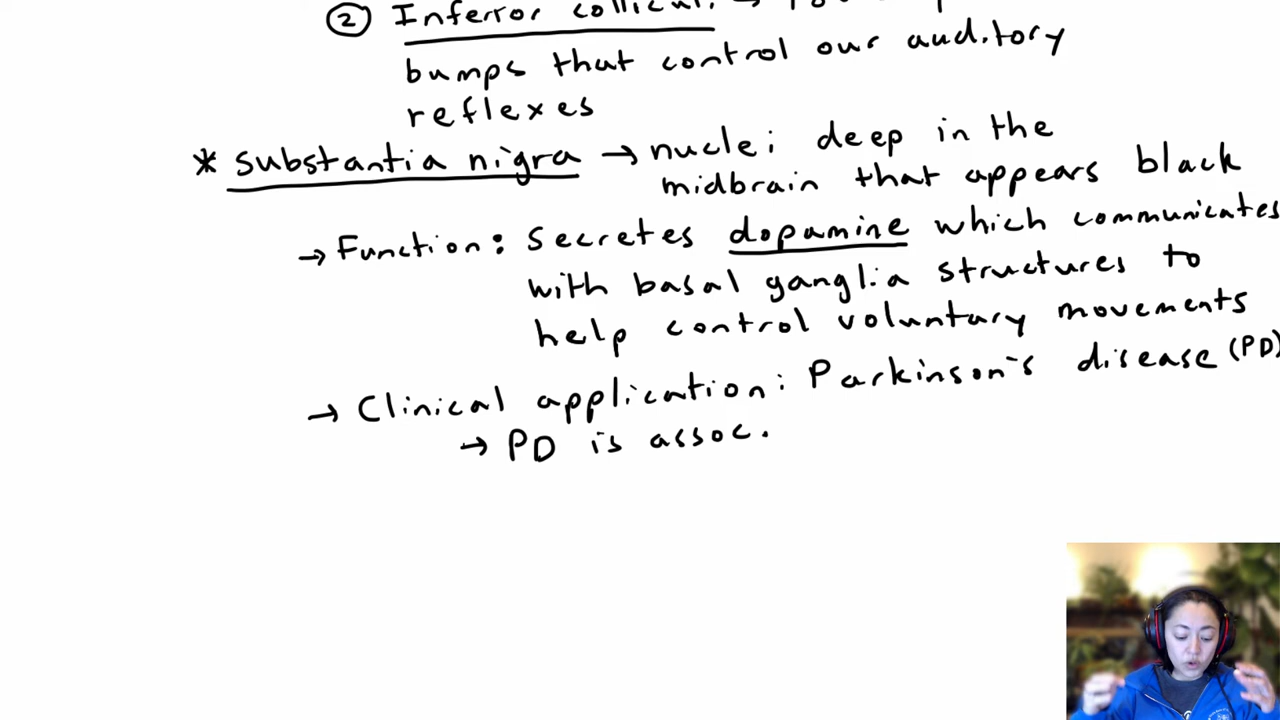 ② Inferior colliculi →
bumps that control our auditory
reflexes
* Substantia nigra → nuclei deep in the
midbrain that appears black
→ Function: Secretes dopamine which communicates
with basal ganglia structures to
help control voluntary movements
→ Clinical application: Parkinson's disease (PD)
→ PD is assoc.